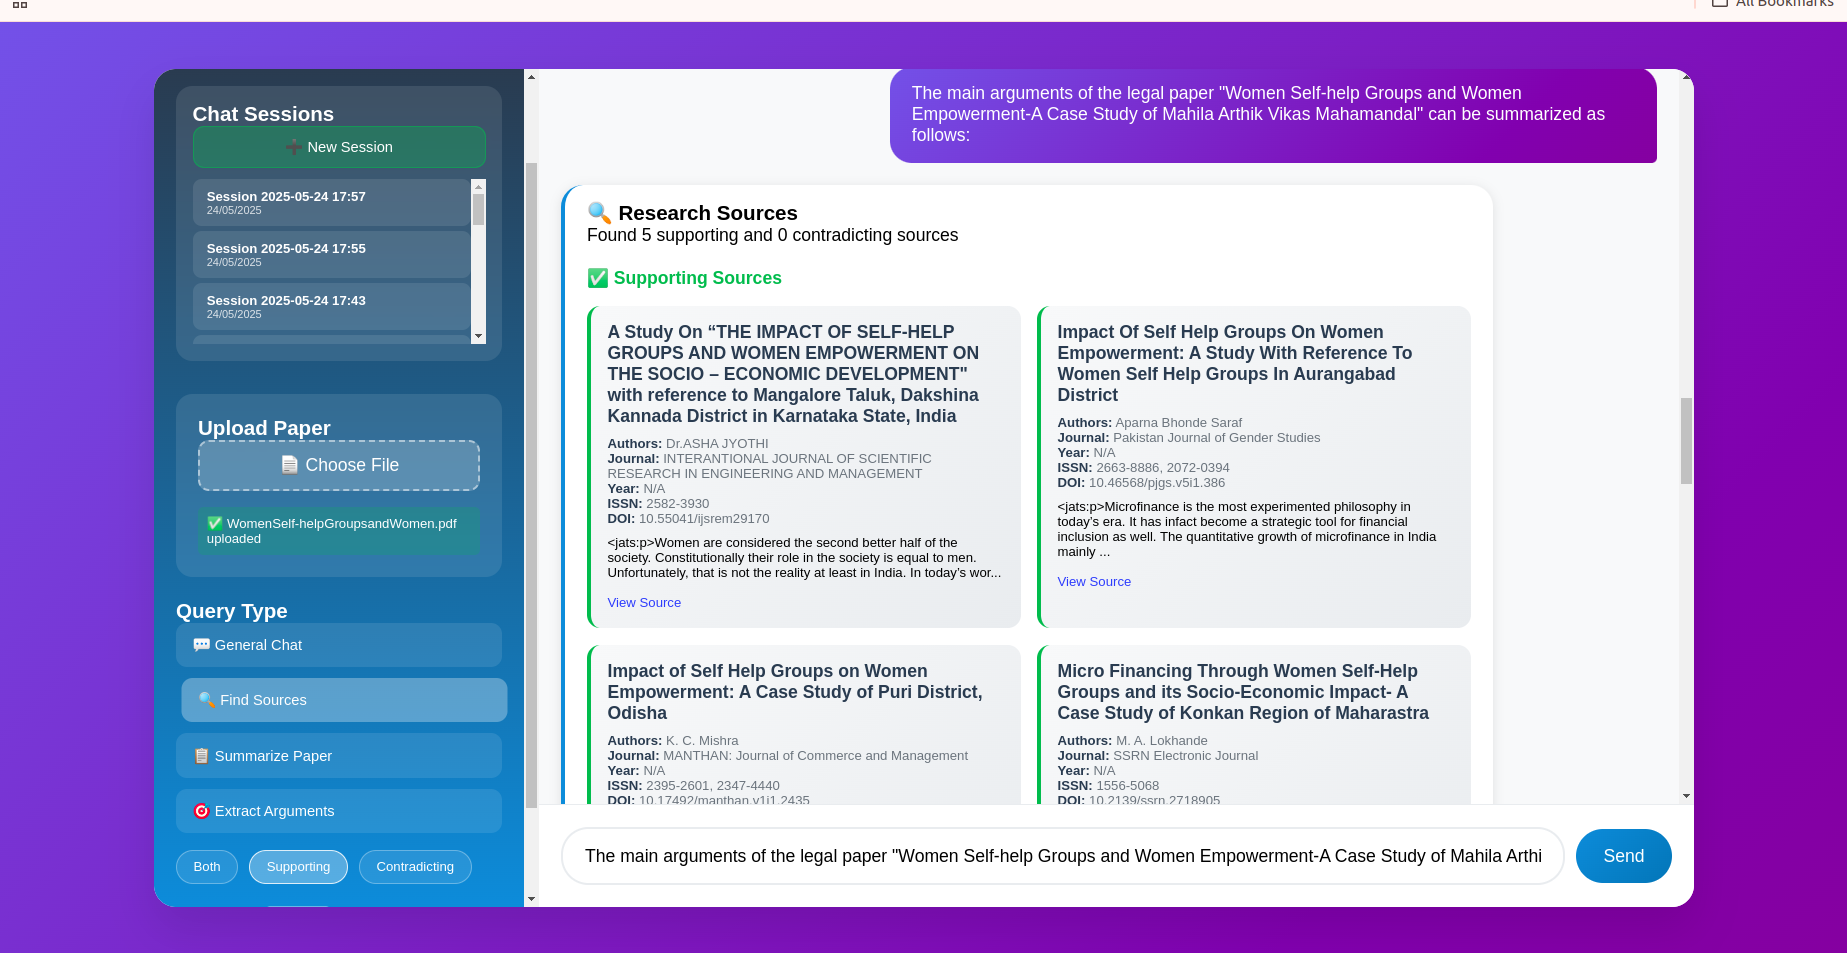 All Bookmarks
Chat Sessions
➕ New Session
Session 2025-05-24 17:57
24/05/2025
Session 2025-05-24 17:55
24/05/2025
Session 2025-05-24 17:43
24/05/2025
Upload Paper
Choose File
✅ WomenSelf-helpGroupsandWomen.pdf
uploaded
Query Type
General Chat
Find Sources
Summarize Paper
Extract Arguments
Both
Supporting
Contradicting
The main arguments of the legal paper "Women Self-help Groups and Women
Empowerment-A Case Study of Mahila Arthik Vikas Mahamandal" can be summarized as
follows:
🔍 Research Sources
Found 5 supporting and 0 contradicting sources
✅ Supporting Sources
A Study On “THE IMPACT OF SELF-HELP
GROUPS AND WOMEN EMPOWERMENT ON
THE SOCIO – ECONOMIC DEVELOPMENT"
with reference to Mangalore Taluk, Dakshina
Kannada District in Karnataka State, India
Authors: Dr.ASHA JYOTHI
Journal: INTERANTIONAL JOURNAL OF SCIENTIFIC
RESEARCH IN ENGINEERING AND MANAGEMENT
Year: N/A
ISSN: 2582-3930
DOI: 10.55041/ijsrem29170
<jats:p>Women are considered the second better half of the
society. Constitutionally their role in the society is equal to men.
Unfortunately, that is not the reality at least in India. In today’s wor...
View Source
Impact Of Self Help Groups On Women
Empowerment: A Study With Reference To
Women Self Help Groups In Aurangabad
District
Authors: Aparna Bhonde Saraf
Journal: Pakistan Journal of Gender Studies
Year: N/A
ISSN: 2663-8886, 2072-0394
DOI: 10.46568/pjgs.v5i1.386
<jats:p>Microfinance is the most experimented philosophy in
today’s era. It has infact become a strategic tool for financial
inclusion as well. The quantitative growth of microfinance in India
mainly ...
View Source
Impact of Self Help Groups on Women
Empowerment: A Case Study of Puri District,
Odisha
Authors: K. C. Mishra
Journal: MANTHAN: Journal of Commerce and Management
Year: N/A
ISSN: 2395-2601, 2347-4440
DOI: 10.17492/manthan.v1i1.2435
Micro Financing Through Women Self-Help
Groups and its Socio-Economic Impact- A
Case Study of Konkan Region of Maharastra
Authors: M. A. Lokhande
Journal: SSRN Electronic Journal
Year: N/A
ISSN: 1556-5068
DOI: 10.2139/ssrn.2718905
The main arguments of the legal paper "Women Self-help Groups and Women Empowerment-A Case Study of Mahila Arthi
Send